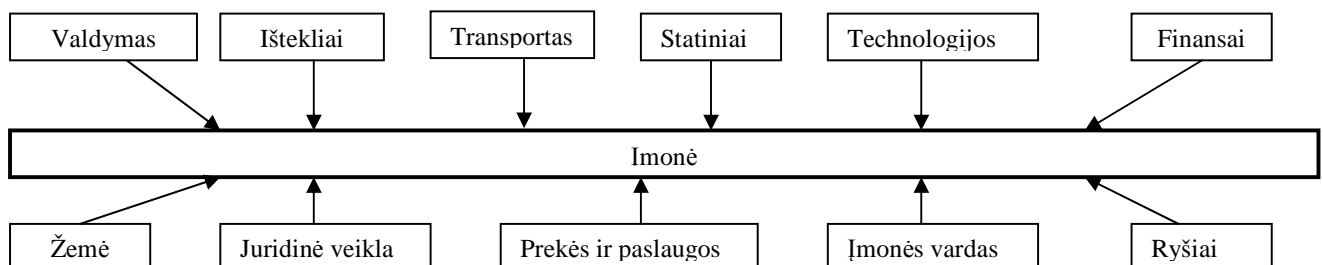 Valdymas Ištekliai Transportas Statiniai Technologijos Finansai
Imonė
Žemė Juridinė veikla Prekės ir paslaugos Įmonės vardas Ryšiai